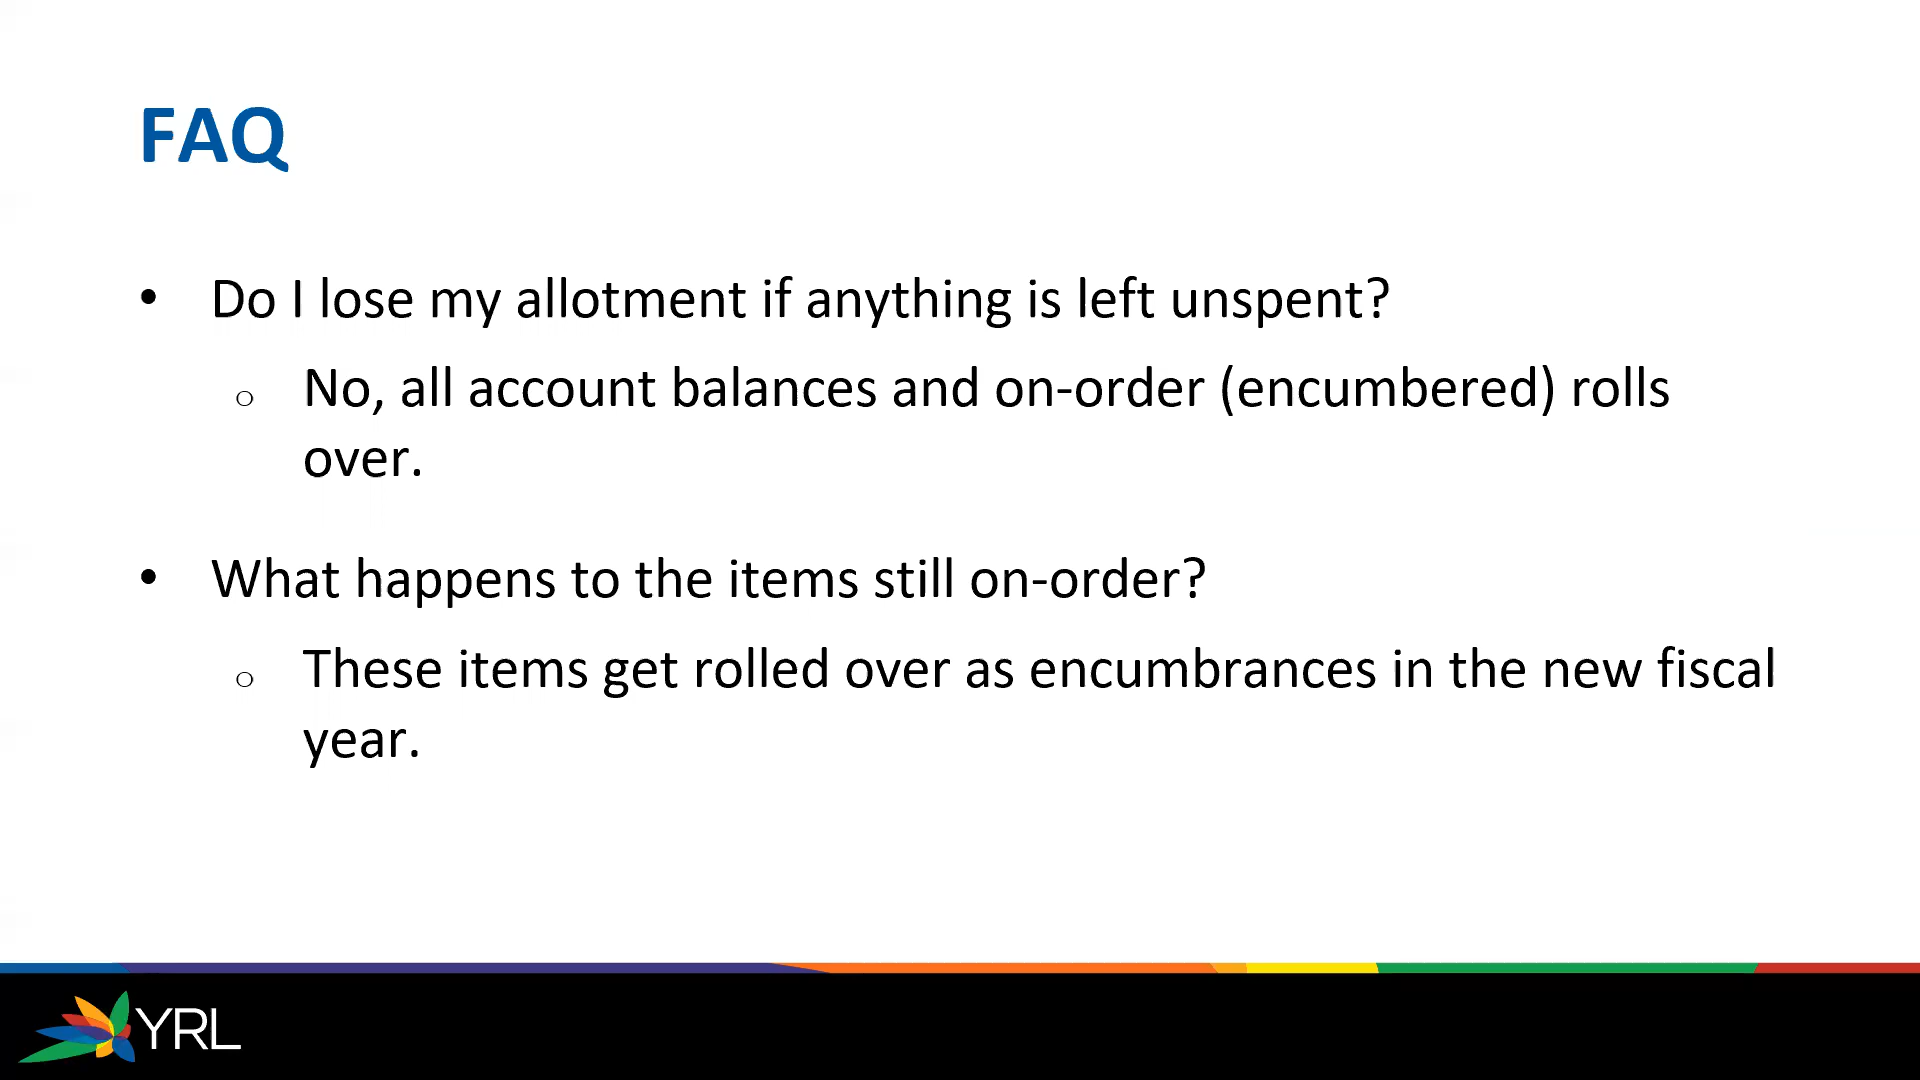 FAQ
• Do I lose my allotment if anything is left unspent?
○ No, all account balances and on-order (encumbered) rolls
over.
• What happens to the items still on-order?
○ These items get rolled over as encumbrances in the new fiscal
year.
YRL